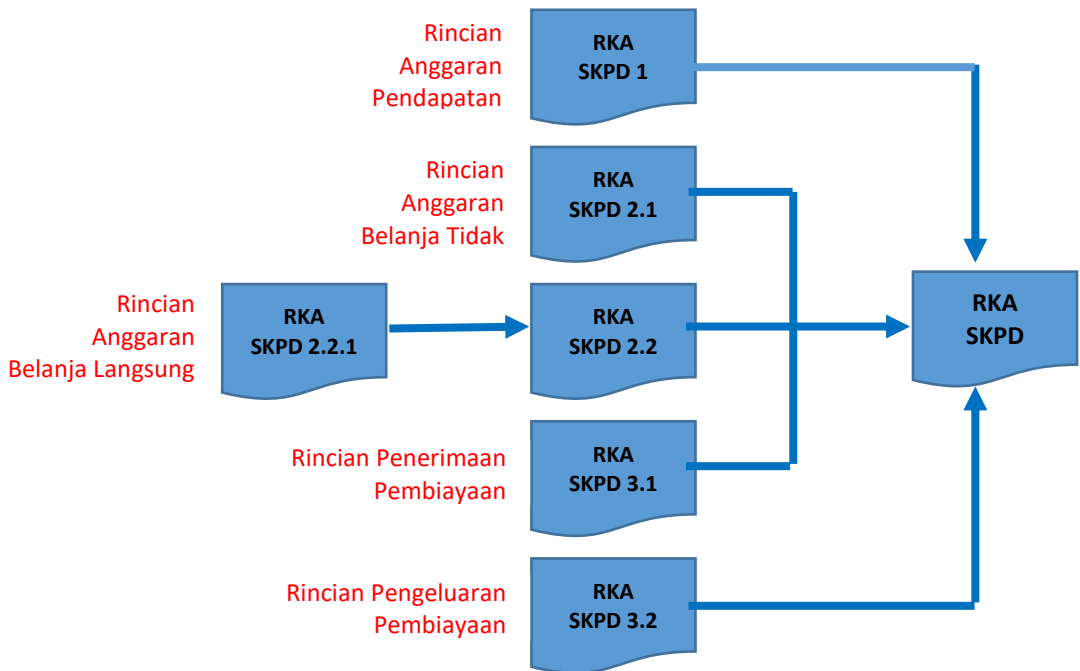 Rincian
Anggaran
Pendapatan
RKA
SKPD 1
Rincian
Anggaran
Belanja Tidak
RKA
SKPD 2.1
Rincian
Anggaran
Belanja Langsung
RKA
SKPD 2.2.1
RKA
SKPD 2.2
RKA
SKPD
Rincian Penerimaan
Pembiayaan
RKA
SKPD 3.1
Rincian Pengeluaran
Pembiayaan
RKA
SKPD 3.2